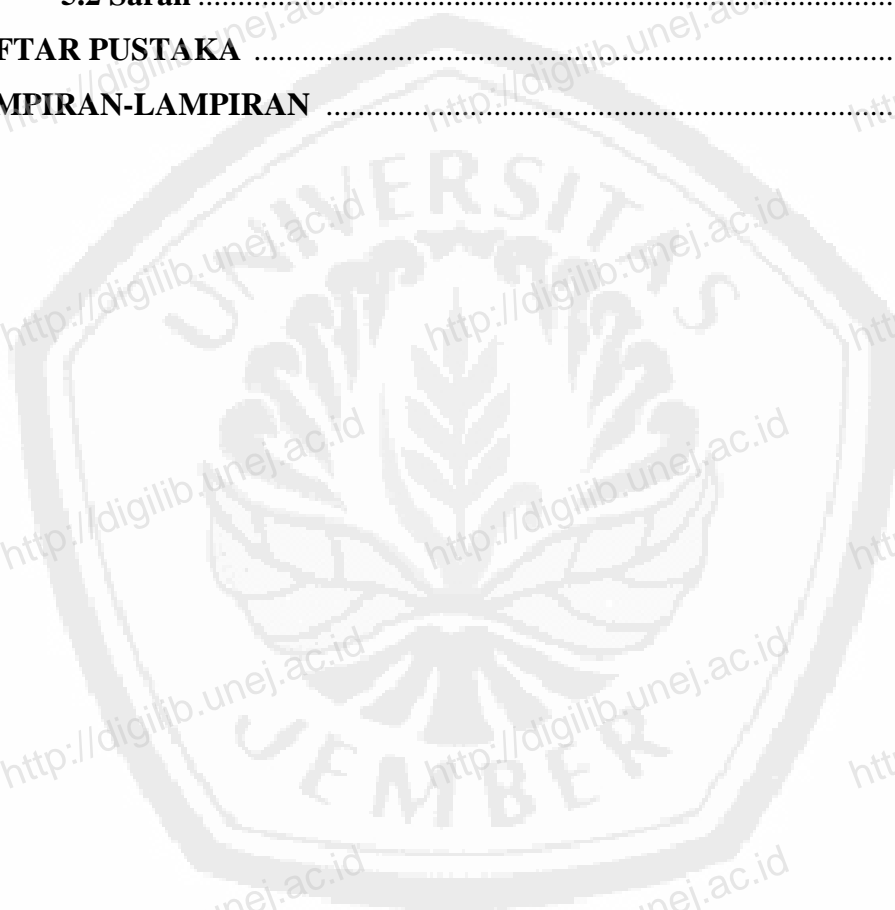 5.2 Saran ..........................................................................................
FTAR PUSTAKA ..........................................................................................
MPIRAN-LAMPIRAN ..........................................................................................
UNIVERSITAS
JEMBER
http://digilib.unej.ac.id
http://digilib.unej.ac.id
http://digilib.unej.ac.id
http://digilib.unej.ac.id
http://digilib.unej.ac.id
http://digilib.unej.ac.id
http://digilib.unej.ac.id
http://digilib.unej.ac.id